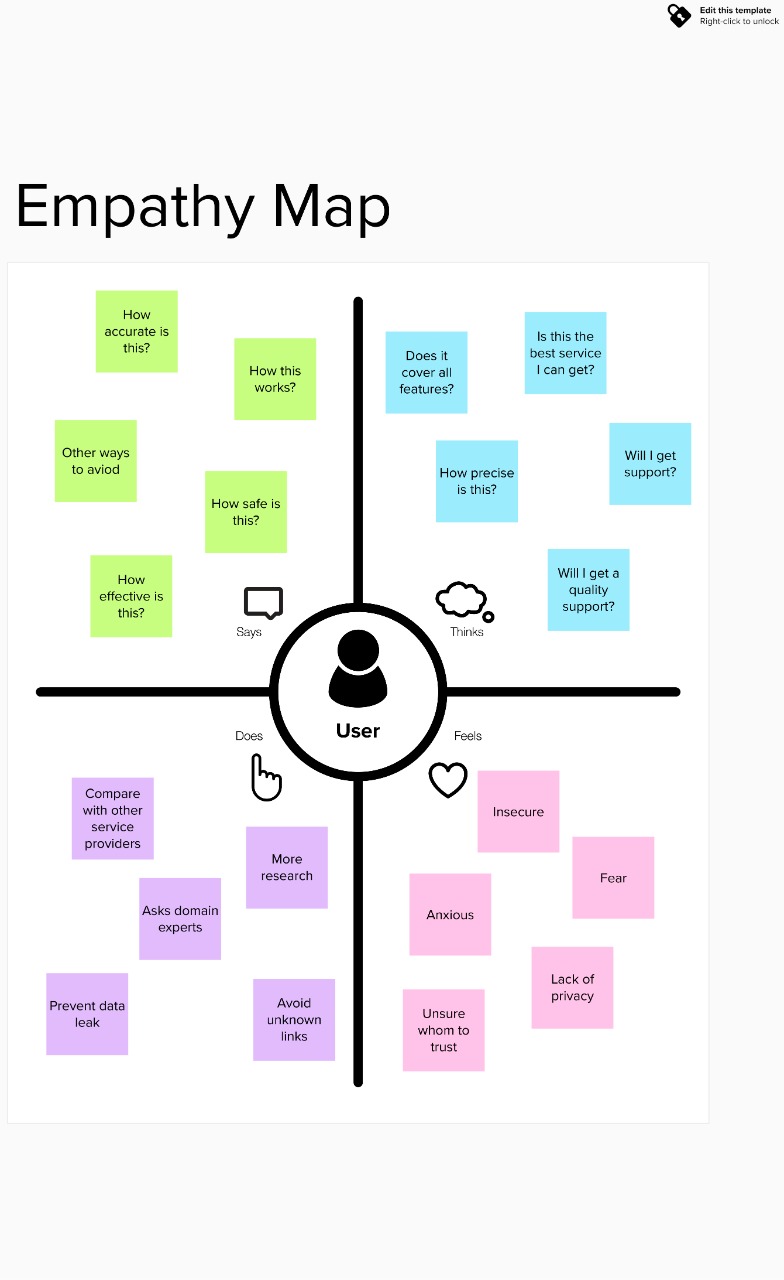 Edit this template
Right-click to unlock
Empathy Map
How
accurate is
this?
How this
works?
Other ways
to aviod
How safe is
this?
How
effective is
this?
Says
Does it
cover all
features?
Is this the
best service
I can get?
How precise
is this?
Will I get
support?
Will I get a
quality
support?
Thinks
User
Does
Compare
with other
service
providers
More
research
Asks domain
experts
Prevent data
leak
Avoid
unknown
links
Feels
Insecure
Fear
Anxious
Lack of
privacy
Unsure
whom to
trust